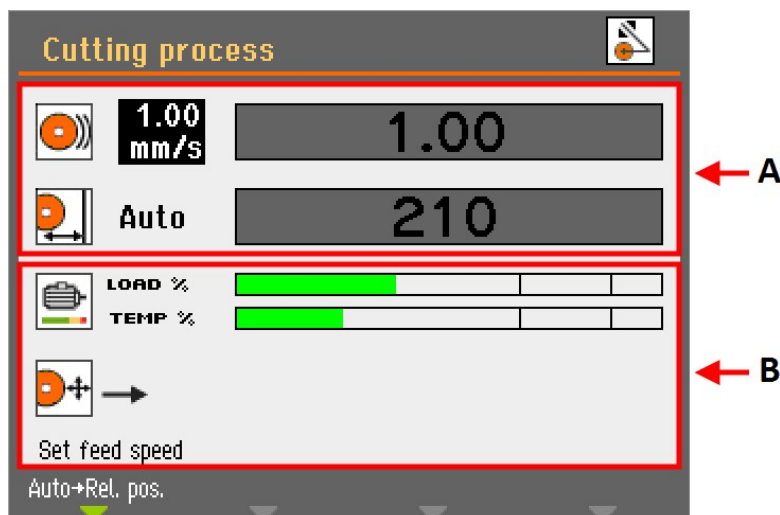 Cutting process
1.00
mm/s
1.00
A
Auto
210
LOAD %
TEMP %
B
Set feed speed
Auto→Rel. pos.